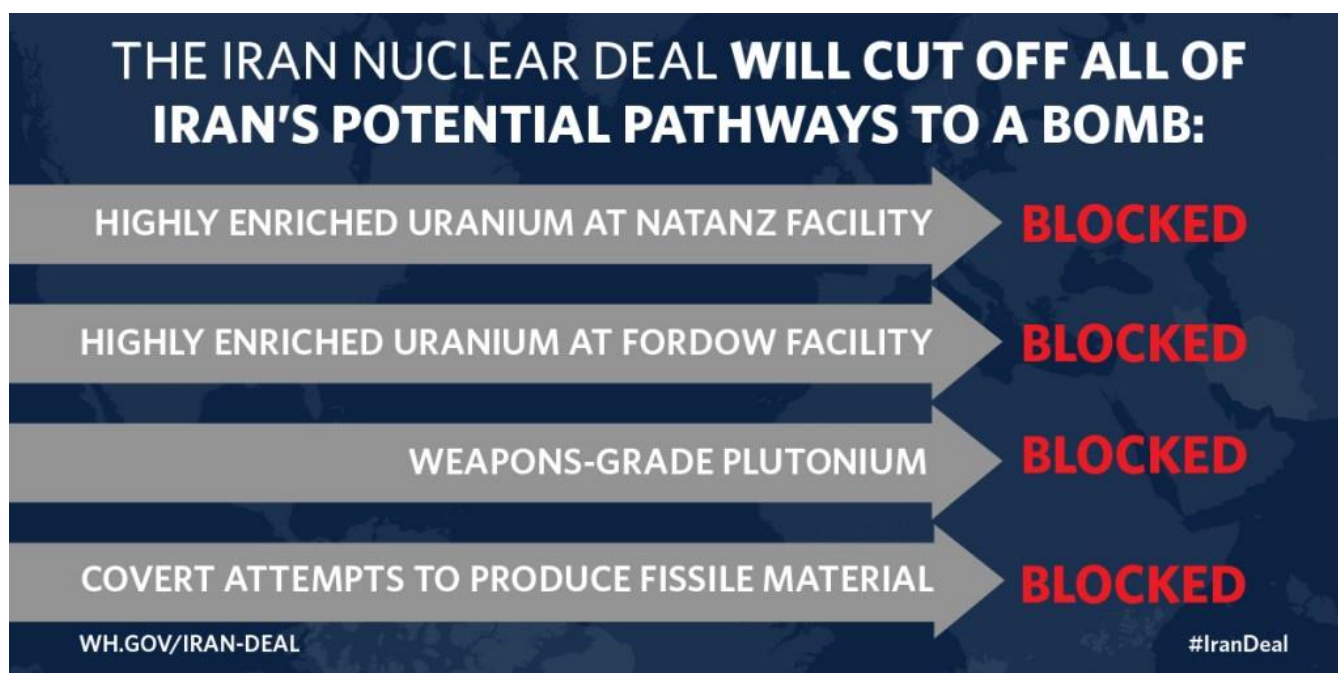 THE IRAN NUCLEAR DEAL WILL CUT OFF ALL OF
IRAN'S POTENTIAL PATHWAYS TO A BOMB:
HIGHLY ENRICHED URANIUM AT NATANZ FACILITY BLOCKED
HIGHLY ENRICHED URANIUM AT FORDOW FACILITY BLOCKED
WEAPONS-GRADE PLUTONIUM BLOCKED
COVERT ATTEMPTS TO PRODUCE FISSILE MATERIAL BLOCKED
WH.GOV/IRAN-DEAL #IranDeal